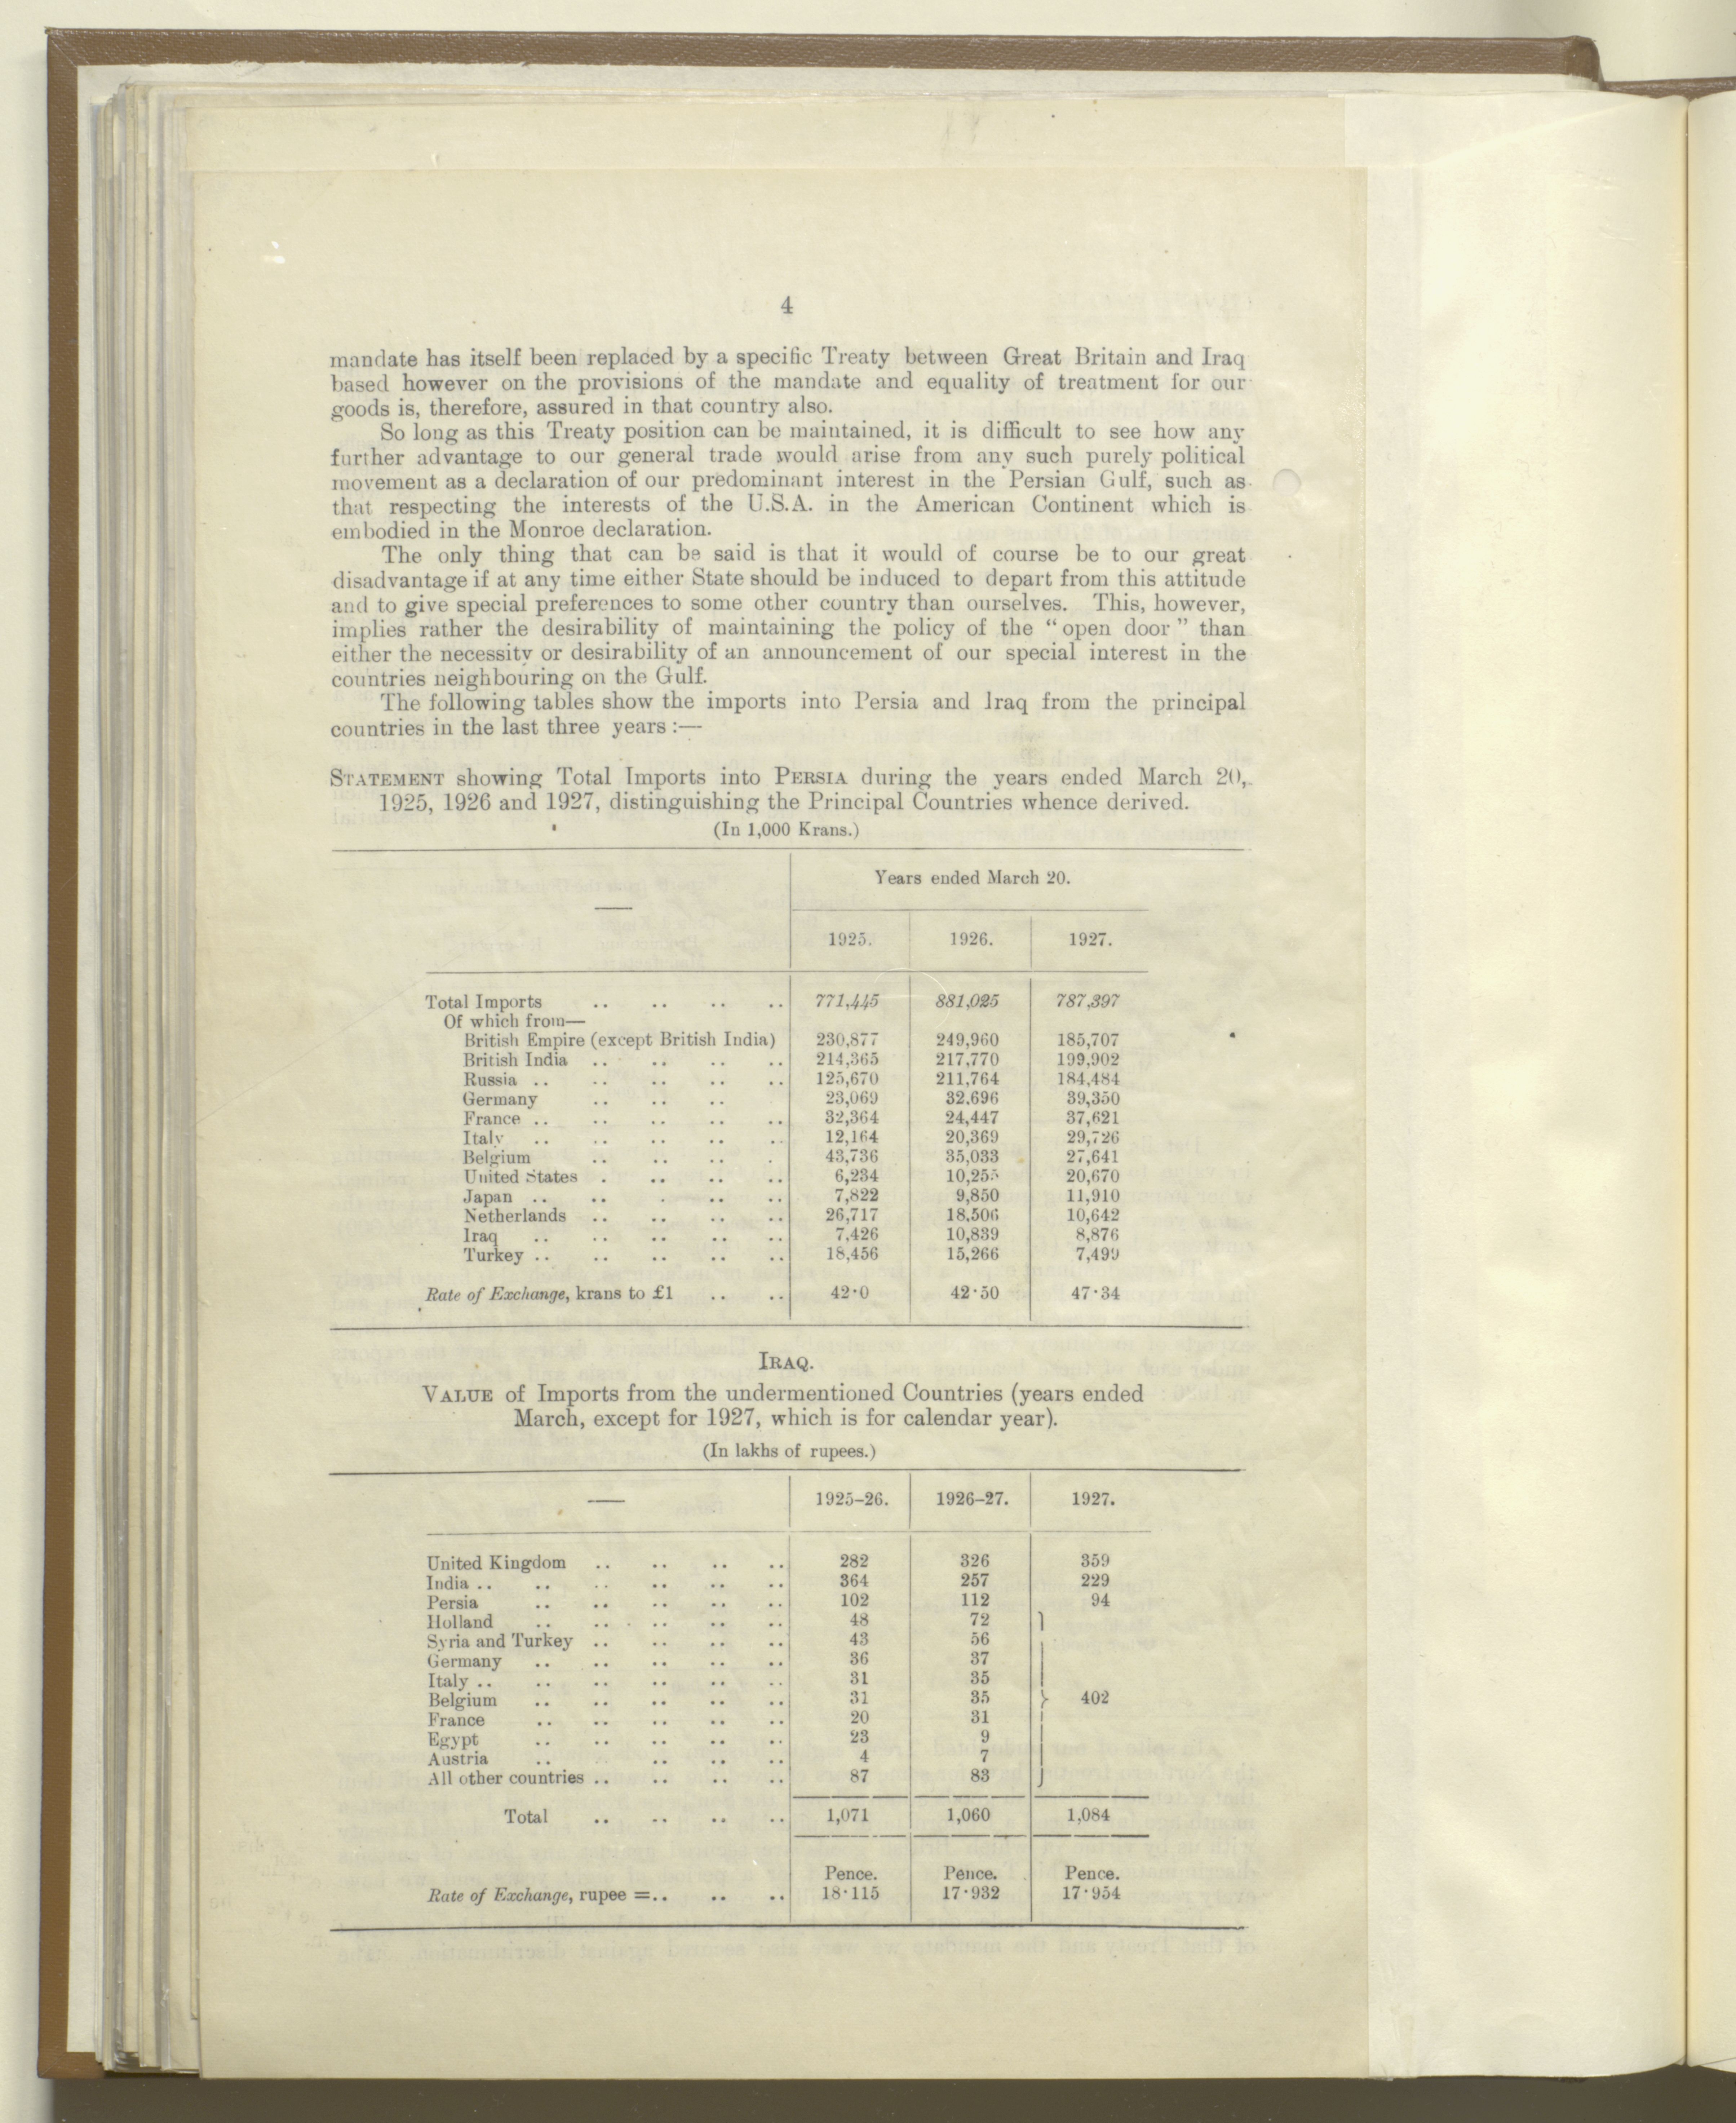 4
mandate has itself been replaced by a specific Treaty between Great Britain and Iraq
based however on the provisions of the mandate and equality of treatment for our
goods is, therefore, assured in that country also.
So long as this Treaty position can be maintained, it is difficult to see how any
further advantage to our general trade would arise from any such purely political
movement as a declaration of our predominant interest in the Persian Gulf, such as
that respecting the interests of the U.S.A. in the American Continent which is
embodied in the Monroe declaration.
The only thing that can be said is that it would of course be to our great
disadvantage if at any time either State should be induced to depart from this attitude
and to give special preferences to some other country than ourselves. This, however,
implies rather the desirability of maintaining the policy of the “open door” than
either the necessity or desirability of an announcement of our special interest in the
countries neighbouring on the Gulf.
The following tables show the imports into Persia and Iraq from the principal
countries in the last three years :—
STATEMENT showing Total Imports into PERSIA during the years ended March 20,
1925, 1926 and 1927, distinguishing the Principal Countries whence derived.
(In 1,000 Krans.)
— Years ended March 20.
1925. 1926. 1927.
Total Imports .. .. .. .. 771,445 881,025 787,397
Of which from—
British Empire (except British India) 230,877 249,960 185,707
British India .. .. .. .. 214,365 217,770 199,902
Russia .. .. .. .. .. 125,670 211,764 184,484
Germany .. .. .. 23,069 32,696 39,350
France .. .. .. .. .. 32,364 24,447 37,621
Italy .. .. .. .. .. 12,164 20,369 29,726
Belgium .. .. .. . 43,736 35,033 27,641
United States . .. .. .. 6,234 10,255 20,670
Japan .. .. . .. .. 7,822 9,850 11,910
Netherlands .. .. .. .. 26,717 18,506 10,642
Iraq .. .. .. .. .. 7,426 10,839 8,876
Turkey .. .. .. .. .. 18,456 15,266 7,499
Rate of Exchange, krans to £1 .. .. 42·0 42·50 47·34
IRAQ.
VALUE of Imports from the undermentioned Countries (years ended
March, except for 1927, which is for calendar year).
(In lakhs of rupees.)
— 1925–26. 1926–27. 1927.
United Kingdom .. .. .. .. 282 326 359
India .. .. .. .. .. .. 364 257 229
Persia .. .. .. .. .. 102 112 94
Holland .. .. .. .. .. 48 72
Syria and Turkey .. .. .. .. 43 56
Germany .. .. .. .. .. 36 37
Italy .. .. .. .. .. .. 31 35
Belgium .. .. .. .. .. 31 35 } 402
France .. .. .. .. .. 20 31
Egypt .. .. .. .. .. 23 9
Austria .. .. .. .. .. 4 7
All other countries .. .. .. .. 87 83
Total .. .. .. .. 1,071 1,060 1,084
Pence. Pence. Pence.
Rate of Exchange, rupee =.. .. .. 18·115 17·932 17·954